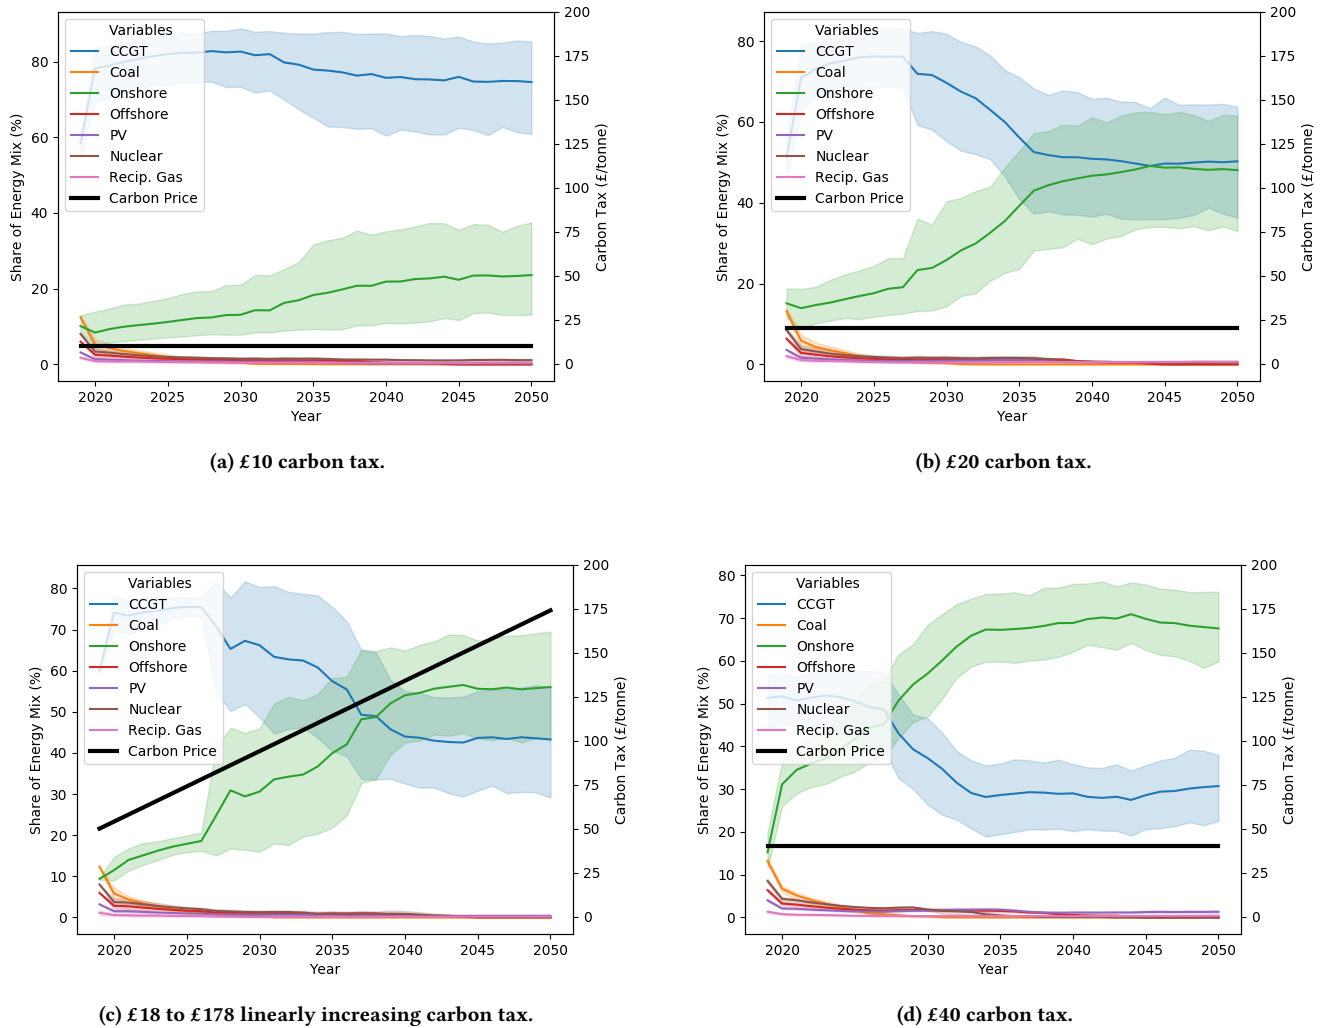 Variables
CCGT
Coal
Onshore
Offshore
PV
Nuclear
Recip. Gas
Carbon Price
Share of Energy Mix (%)
0
20
40
60
80
Carbon Tax (£/tonne)
0
25
50
75
100
125
150
175
200
2020
2025
2030
2035
2040
2045
2050
Year
(a) £10 carbon tax.
Variables
CCGT
Coal
Onshore
Offshore
PV
Nuclear
Recip. Gas
Carbon Price
Share of Energy Mix (%)
0
20
40
60
80
Carbon Tax (£/tonne)
0
25
50
75
100
125
150
175
200
2020
2025
2030
2035
2040
2045
2050
Year
(b) £20 carbon tax.
Variables
CCGT
Coal
Onshore
Offshore
PV
Nuclear
Recip. Gas
Carbon Price
Share of Energy Mix (%)
0
10
20
30
40
50
60
70
80
Carbon Tax (£/tonne)
0
25
50
75
100
125
150
175
200
2020
2025
2030
2035
2040
2045
2050
Year
(c) £18 to £178 linearly increasing carbon tax.
Variables
CCGT
Coal
Onshore
Offshore
PV
Nuclear
Recip. Gas
Carbon Price
Share of Energy Mix (%)
0
10
20
30
40
50
60
70
80
Carbon Tax (£/tonne)
0
25
50
75
100
125
150
175
200
2020
2025
2030
2035
2040
2045
2050
Year
(d) £40 carbon tax.